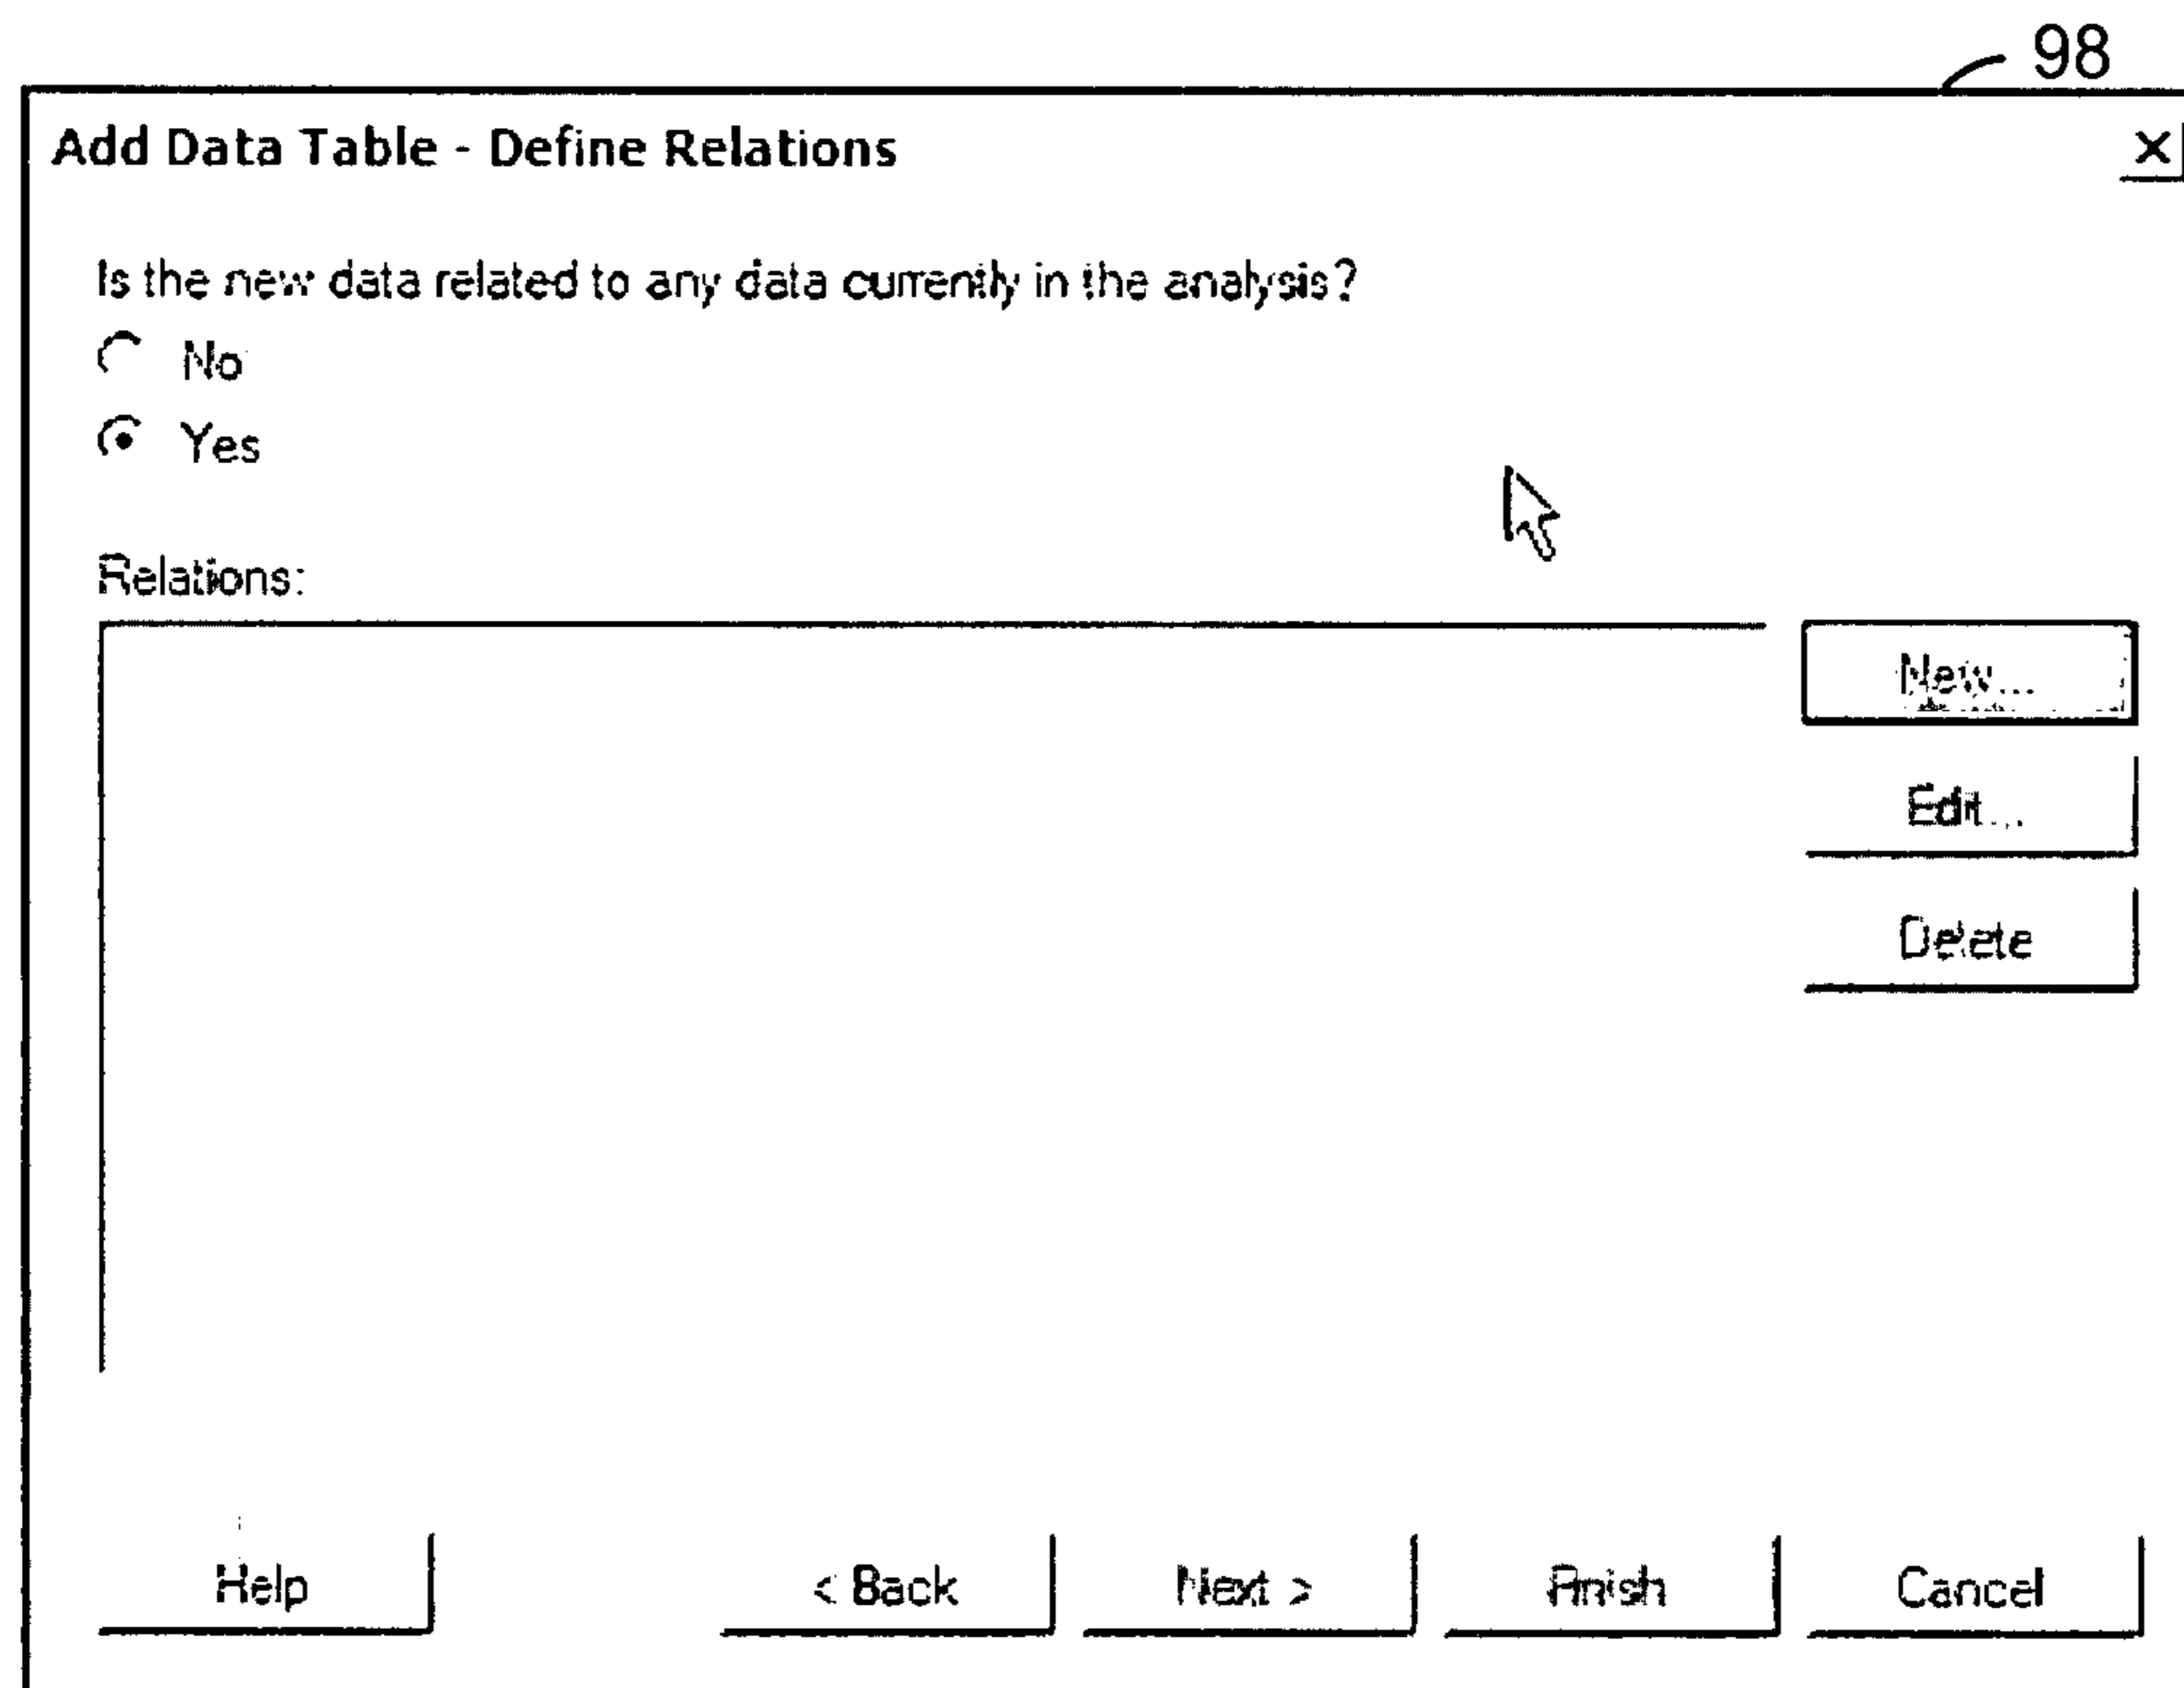 98
Add Data Table - Define Relations
×
Is the new data related to any data currently in the analysis?
No
Yes
Relations:
New...
Edit...
Delete
Help
< Back
Next >
Finish
Cancel